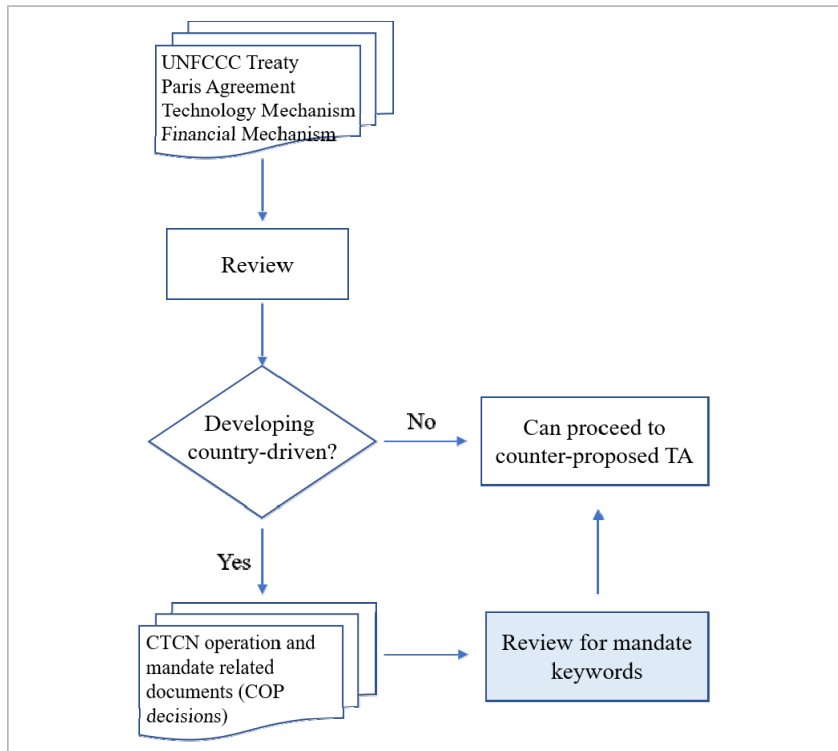 UNFCCC Treaty
Paris Agreement
Technology Mechanism
Financial Mechanism
Review
Developing
country-driven?
No
Can proceed to
counter-proposed TA
Yes
CTCN operation and
mandate related
documents (COP
decisions)
Review for mandate
keywords